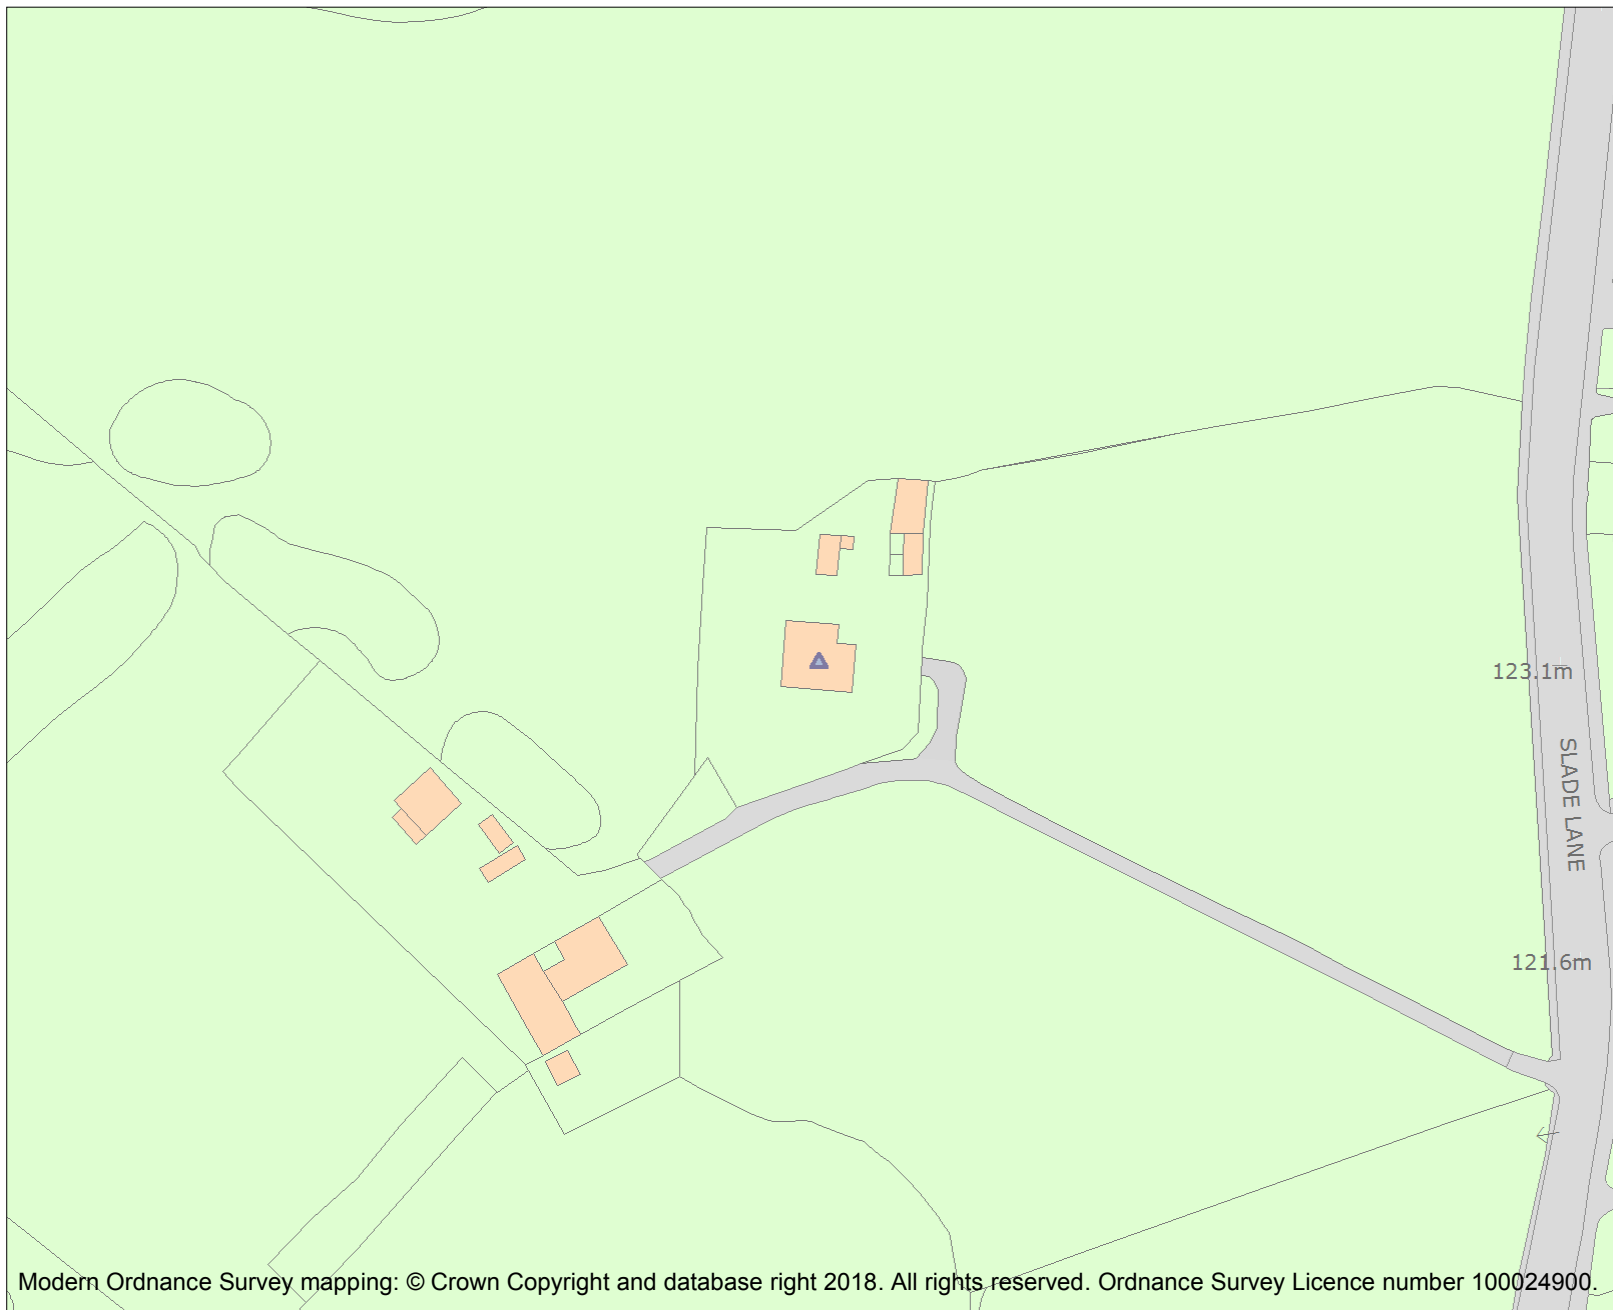 123.1m
SLADE LANE
121.6m
Modern Ordnance Survey mapping: © Crown Copyright and database right 2018. All rights reserved. Ordnance Survey Licence number 100024900.